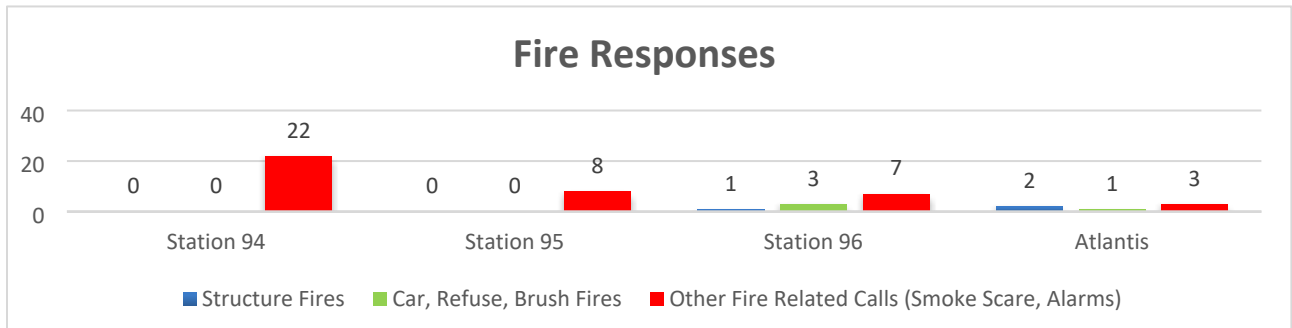 Fire Responses
40
20
0
0 0 22
0 0 8
1 3 7
2 1 3
Station 94 Station 95 Station 96 Atlantis
Structure Fires Car, Refuse, Brush Fires Other Fire Related Calls (Smoke Scare, Alarms)